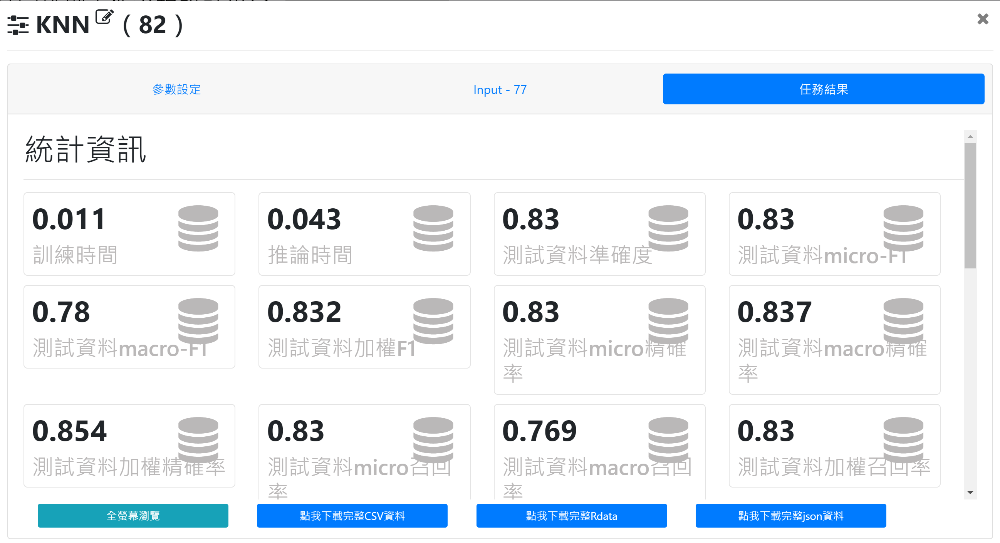 KNN ( 82 )
參數設定
Input - 77
任務結果
統計資訊
0.011
訓練時間
0.043
推論時間
0.83
測試資料準確度
0.83
測試資料micro-F1
0.78
測試資料macro-F1
0.832
測試資料加權F1
0.83
測試資料micro精確
率
0.837
測試資料macro精確
率
0.854
測試資料加權精確率
0.83
測試資料micro召回
率
0.769
測試資料macro召回
率
0.83
測試資料加權召回率
全螢幕瀏覽
點我下載完整CSV資料
點我下載完整Rdata
點我下載完整json資料